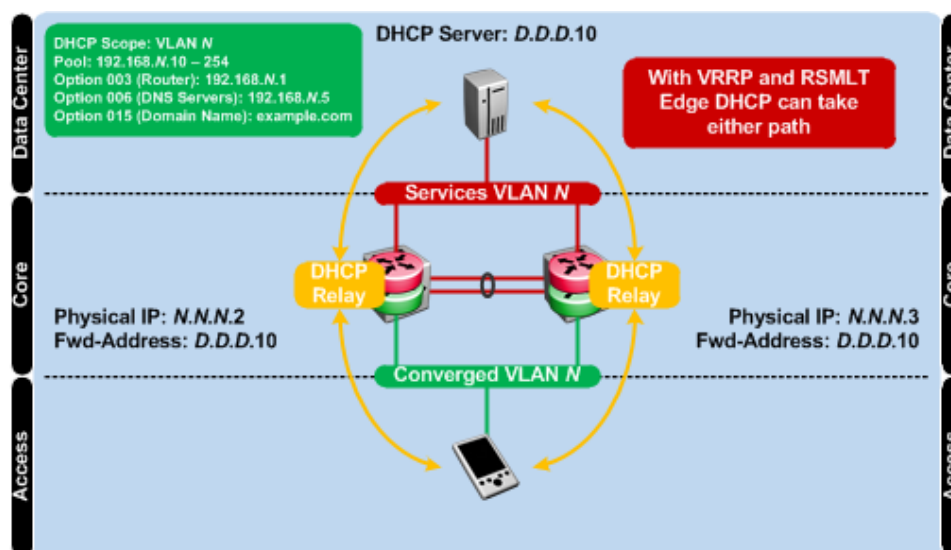 Data Center
DHCP Scope: VLAN N
Pool: 192.168.N.10 – 254
Option 003 (Router): 192.168.N.1
Option 006 (DNS Servers): 192.168.N.5
Option 015 (Domain Name): example.com
DHCP Server: D.D.D.10
With VRRP and RSMLT
Edge DHCP can take
either path
Data Center
Services VLAN N
Core
DHCP
Relay
DHCP
Relay
Core
Physical IP: N.N.N.2
Fwd-Address: D.D.D.10
Physical IP: N.N.N.3
Fwd-Address: D.D.D.10
Converged VLAN N
Access
Access